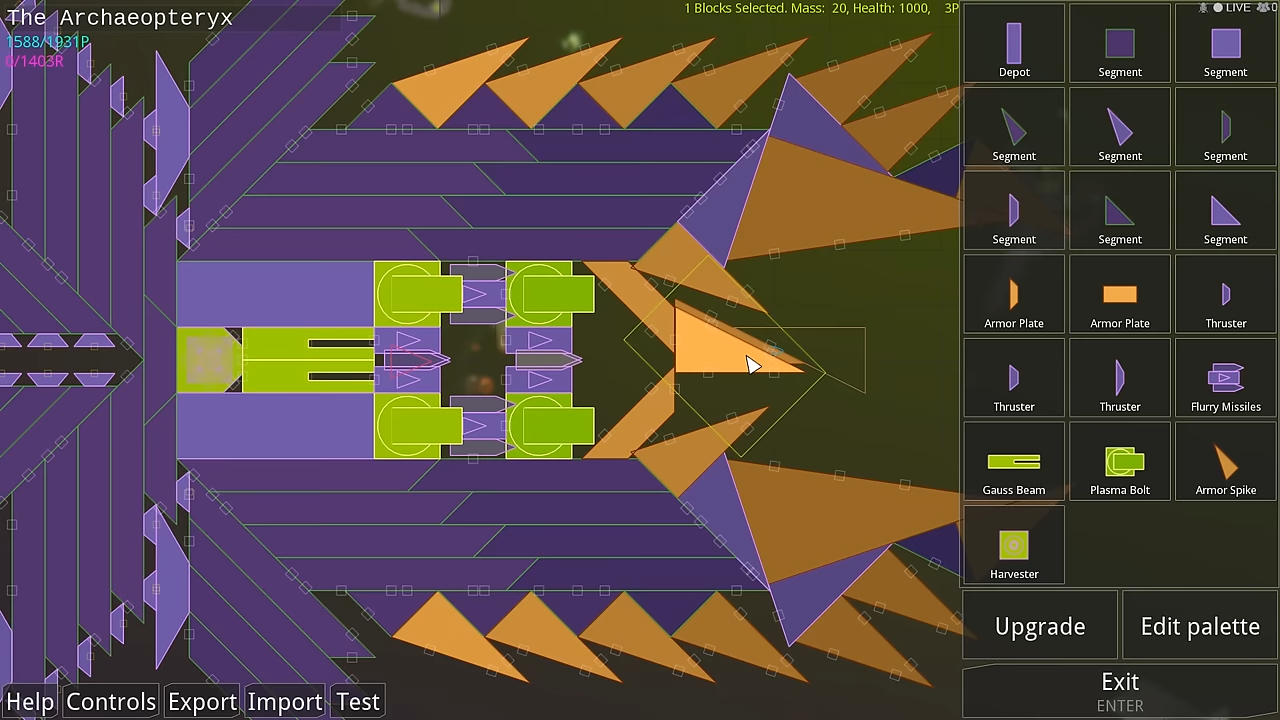 The Archaeopteryx
1 Blocks Selected. Mass: 20, Health: 1000, 3P
LIVE
0
1588/1931P
0/1403R
Depot
Segment
Segment
Segment
Segment
Segment
Segment
Segment
Segment
Armor Plate
Armor Plate
Thruster
Thruster
Thruster
Flurry Missiles
Gauss Beam
Plasma Bolt
Armor Spike
Harvester
Upgrade
Edit palette
Exit
ENTER
Help
Controls
Export
Import
Test